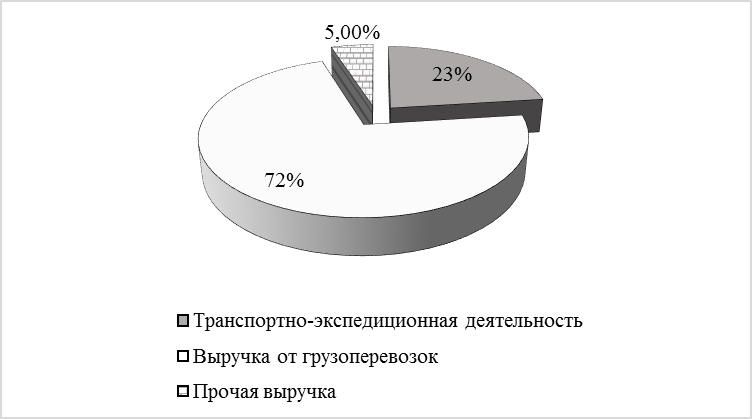 5,00%
23%
72%
Транспортно-экспедиционная деятельность
Выручка от грузоперевозок
Прочая выручка